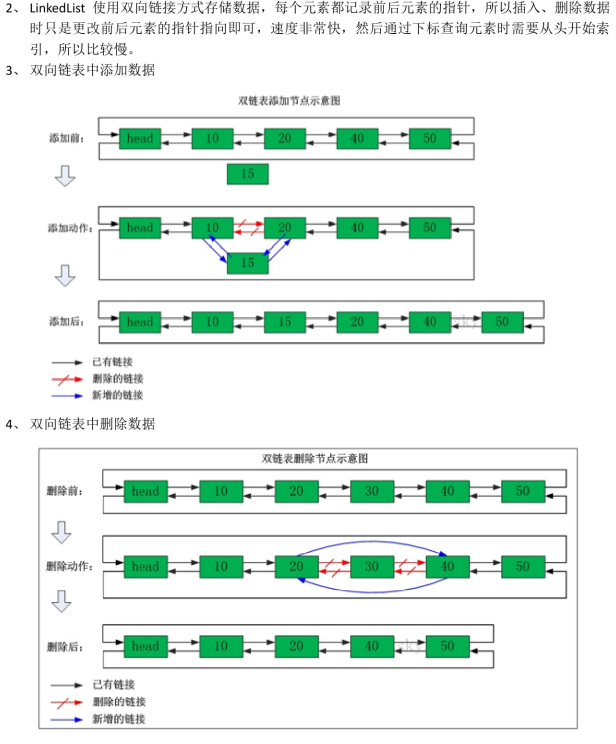 2、 LinkedList 使用双向链接方式存储数据，每个元素都记录前后元素的指针，所以插入、删除数据
时只是更改前后元素的指针指向即可，速度非常快，然后通过下标查询元素时需要从头开始索
引，所以比较慢。
3、 双向链表中添加数据
双链表添加节点示意图
添加前： head 10 20 40 50
15
添加动作： head 10 20 40 50
15
添加后： head 10 15 20 40 50
已有链接
删除的链接
新增的链接
4、 双向链表中删除数据
双链表删除节点示意图
删除前： head 10 20 30 40 50
删除动作： head 10 20 30 40 50
删除后： head 10 20 40 50
已有链接
删除的链接
新增的链接